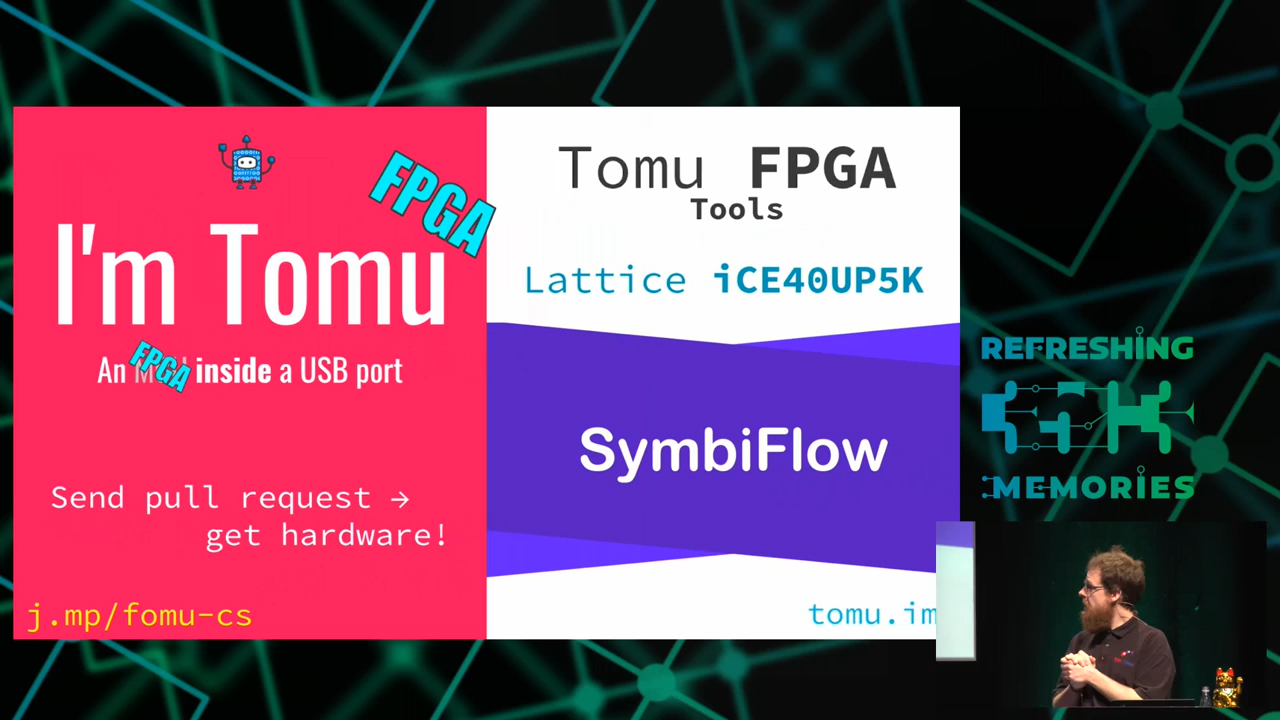 FPGA
I'm Tomu
An FPGA inside a USB port
Send pull request →
get hardware!
j.mp/fomu-cs
Tomu FPGA
Tools
Lattice iCE40UP5K
SymbiFlow
tomu.im
REFRESHING
35C3
MEMORIES